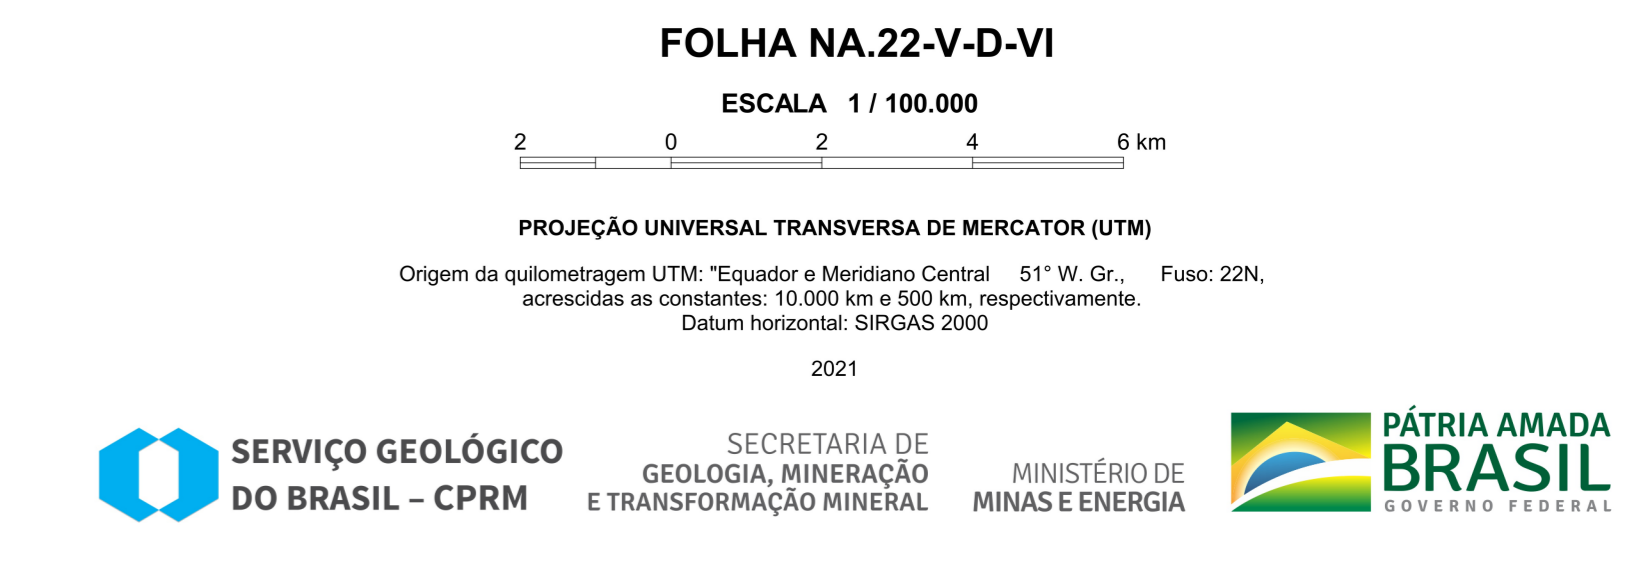 FOLHA NA.22-V-D-VI
ESCALA 1 / 100.000
2 0 2 4 6 km
PROJEÇÃO UNIVERSAL TRANSVERSA DE MERCATOR (UTM)
Origem da quilometragem UTM: "Equador e Meridiano Central 51° W. Gr., Fuso: 22N,
acrescidas as constantes: 10.000 km e 500 km, respectivamente.
Datum horizontal: SIRGAS 2000
2021
SERVIÇO GEOLÓGICO
DO BRASIL – CPRM
SECRETARIA DE
GEOLOGIA, MINERAÇÃO
E TRANSFORMAÇÃO MINERAL
MINISTÉRIO DE
MINAS E ENERGIA
PÁTRIA AMADA
BRASIL
GOVERNO FEDERAL